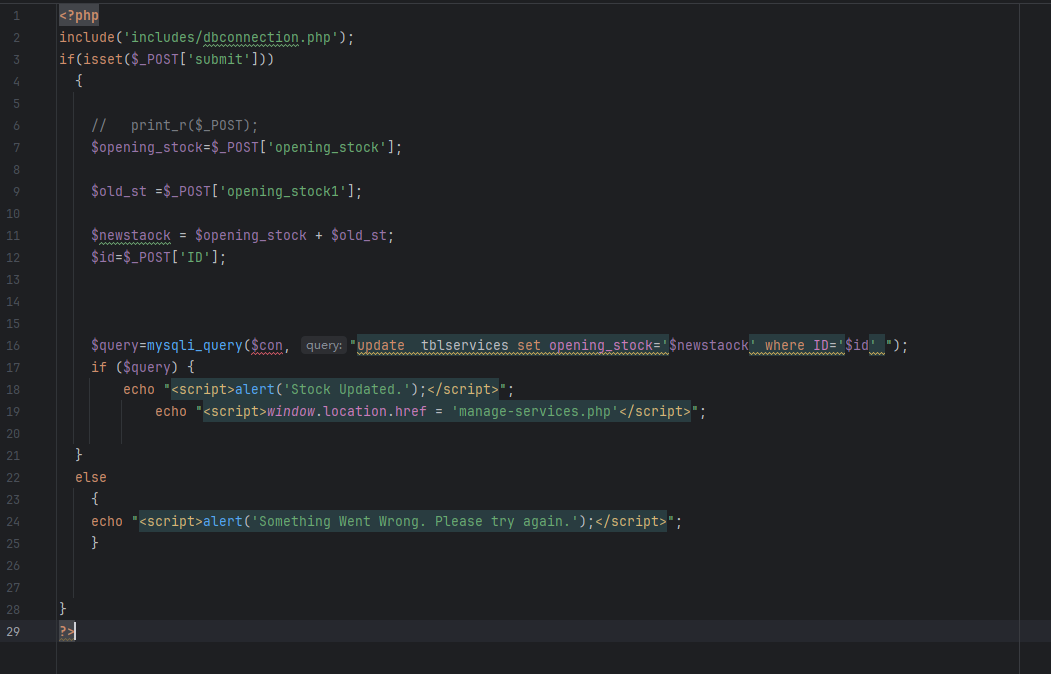 1 <?php
2 include('includes/dbconnection.php');
3 if(isset($_POST['submit']))
4 {
5
6 //   print_r($_POST);
7 $opening_stock=$_POST['opening_stock'];
8
9 $old_st =$_POST['opening_stock1'];
10
11 $newstaock = $opening_stock + $old_st;
12 $id=$_POST['ID'];
13
14
15
16 $query=mysqli_query($con, query: "update  tblservices set opening_stock='$newstaock' where ID='$id' ");
17 if ($query) {
18 echo "<script>alert('Stock Updated.');</script>";
19 echo "<script>window.location.href = 'manage-services.php'</script>";
20
21 }
22 else
23 {
24 echo "<script>alert('Something Went Wrong. Please try again.');</script>";
25 }
26
27
28 }
29 ?>